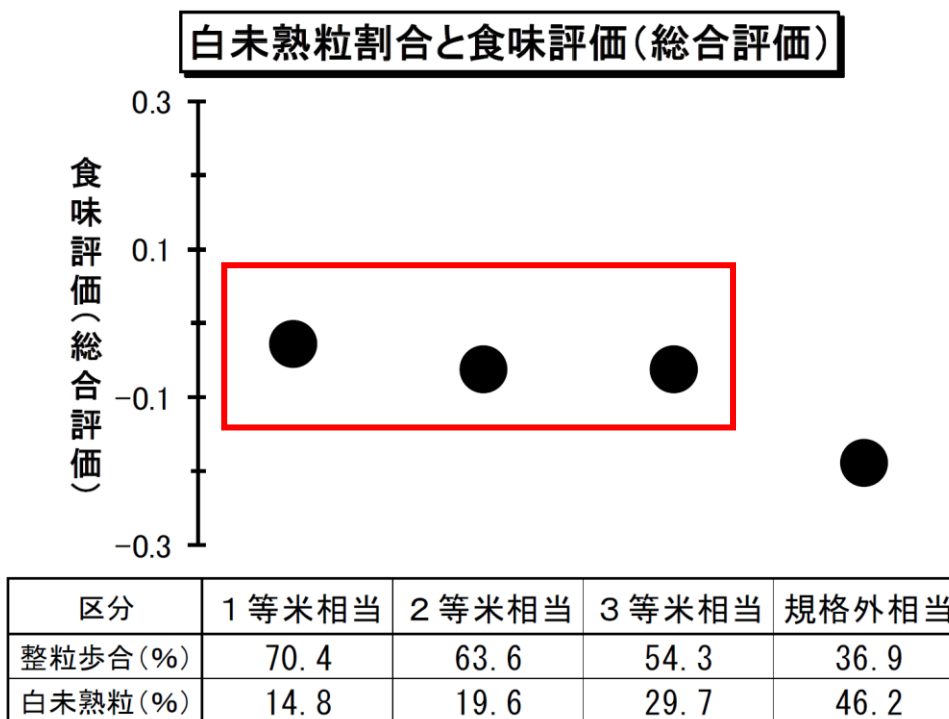 白未熟粒割合と食味評価（総合評価）
食味評価（総合評価）
0.3
0.1
−0.1
−0.3
区分 １等米相当 ２等米相当 ３等米相当 規格外相当
整粒歩合（%） 70.4 63.6 54.3 36.9
白未熟粒（%） 14.8 19.6 29.7 46.2